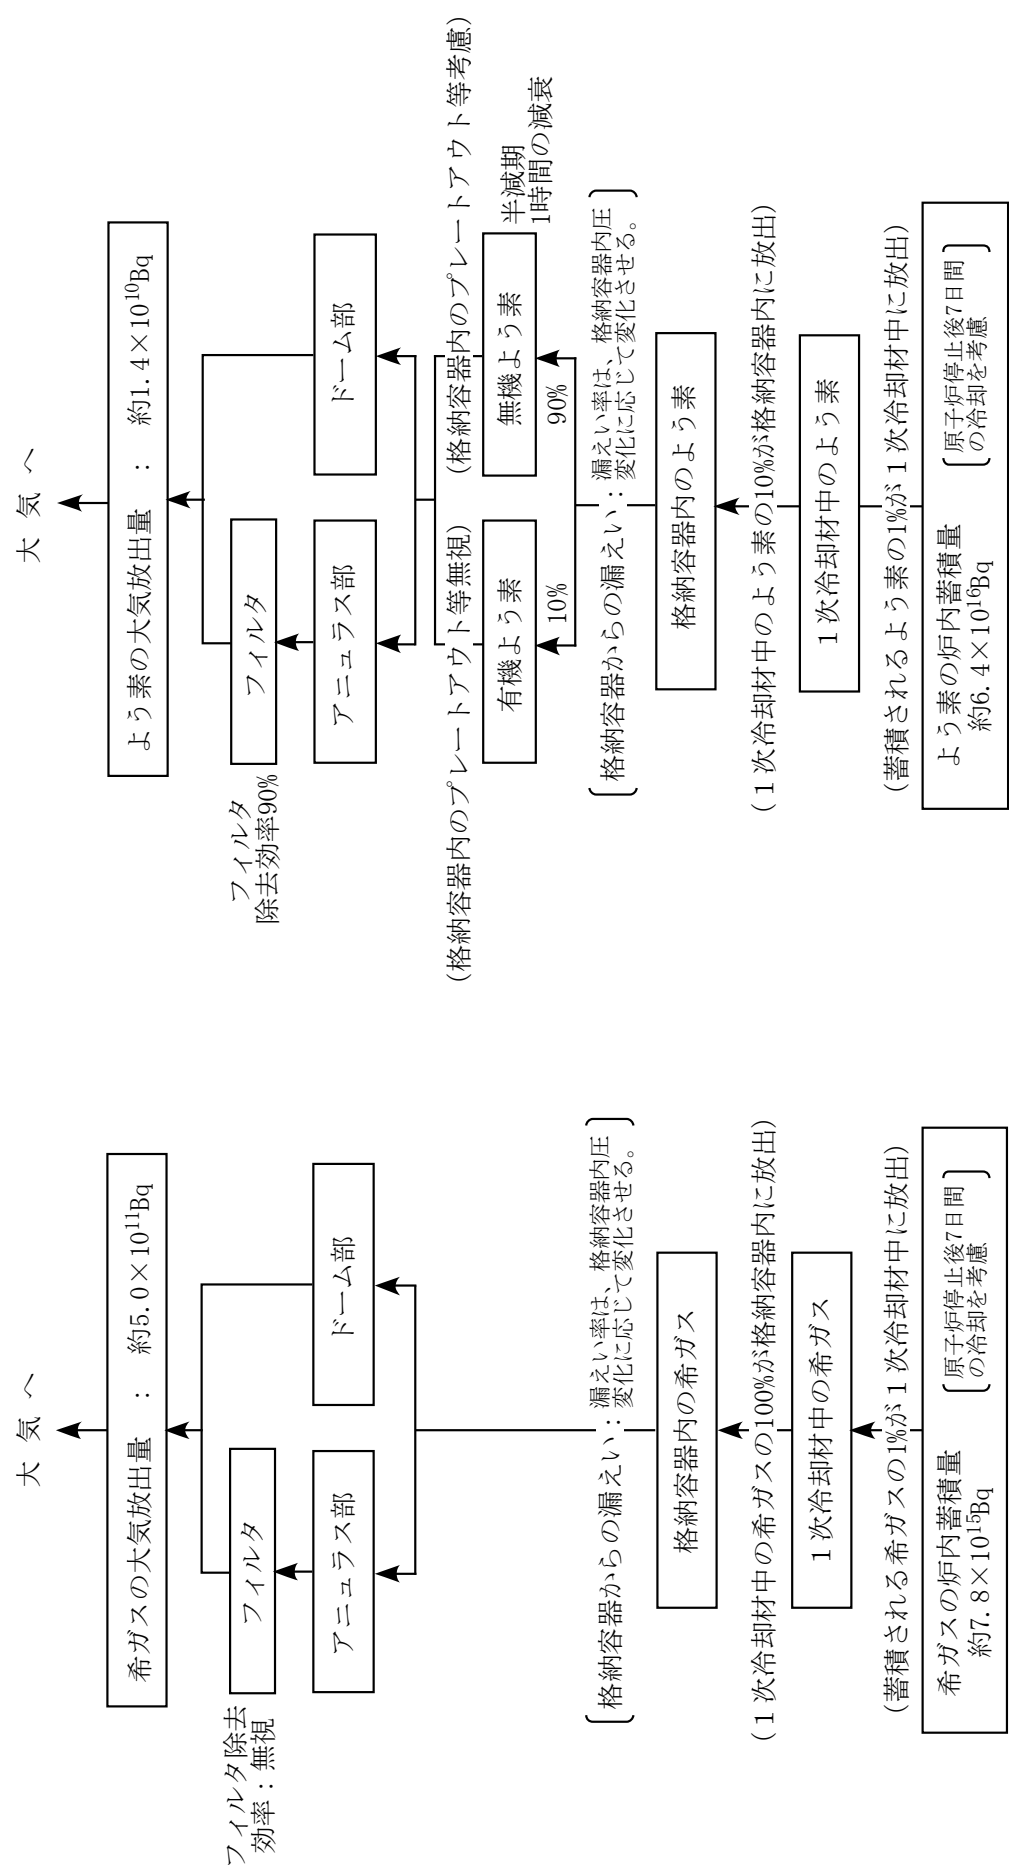 大気へ
希ガスの大気放出量 : 約5.0×10¹¹Bq
フィルタ除去
効率:無視
フィルタ
アニュラス部
ドーム部
格納容器からの漏えい:
漏えい率は、格納容器内圧
変化に応じて変化させる。
格納容器内の希ガス
(1次冷却材中の希ガスの100%が格納容器内に放出)
1次冷却材中の希ガス
(蓄積される希ガスの1%が1次冷却材中に放出)
希ガスの炉内蓄積量
約7.8×10¹⁵Bq
原子炉停止後7日間
の冷却を考慮
大気へ
よう素の大気放出量 : 約1.4×10¹⁰Bq
フィルタ
除去効率90%
フィルタ
アニュラス部
ドーム部
(格納容器内のプレートアウト等無視)
(格納容器内のプレートアウト等考慮)
有機よう素
無機よう素
半減期
1時間の減衰
10%
90%
格納容器からの漏えい:
漏えい率は、格納容器内圧
変化に応じて変化させる。
格納容器内のよう素
(1次冷却材中のよう素の10%が格納容器内に放出)
1次冷却材中のよう素
(蓄積されるよう素の1%が1次冷却材中に放出)
よう素の炉内蓄積量
約6.4×10¹⁶Bq
原子炉停止後7日間
の冷却を考慮